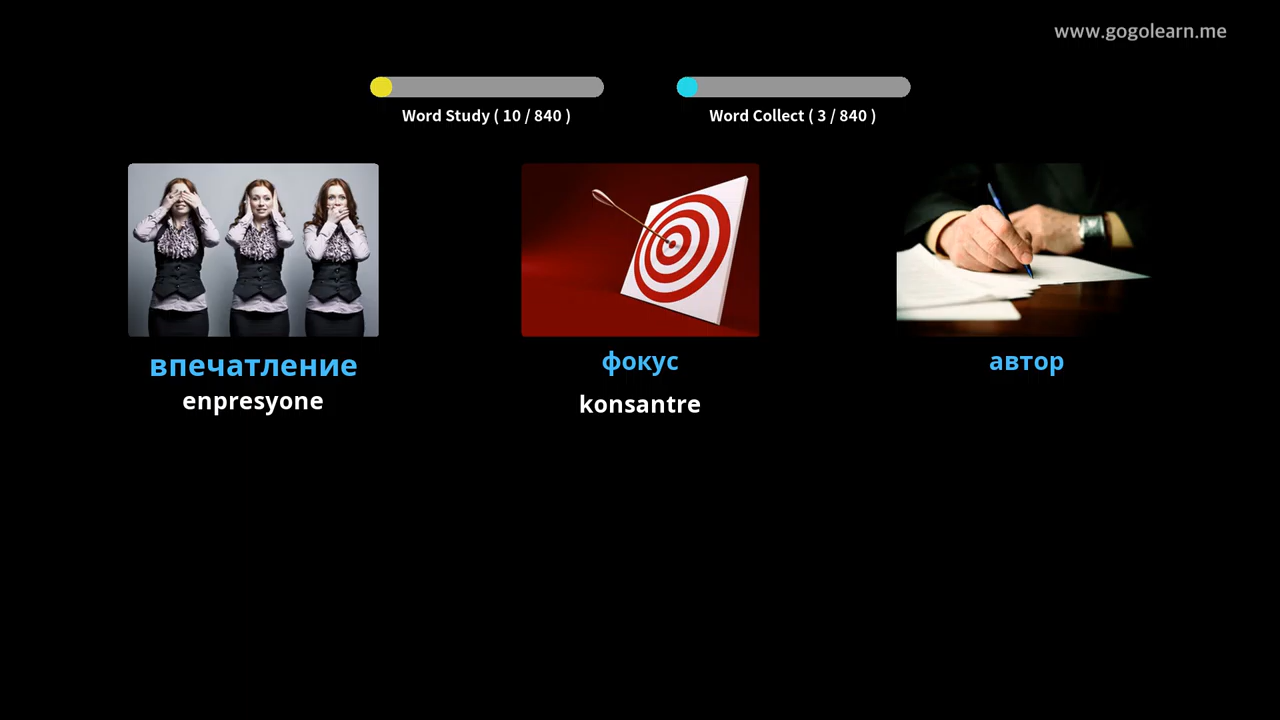 www.gogolearn.me
Word Study ( 10 / 840 )
Word Collect ( 3 / 840 )
впечатление
enpresyone
фокус
konsantre
автор